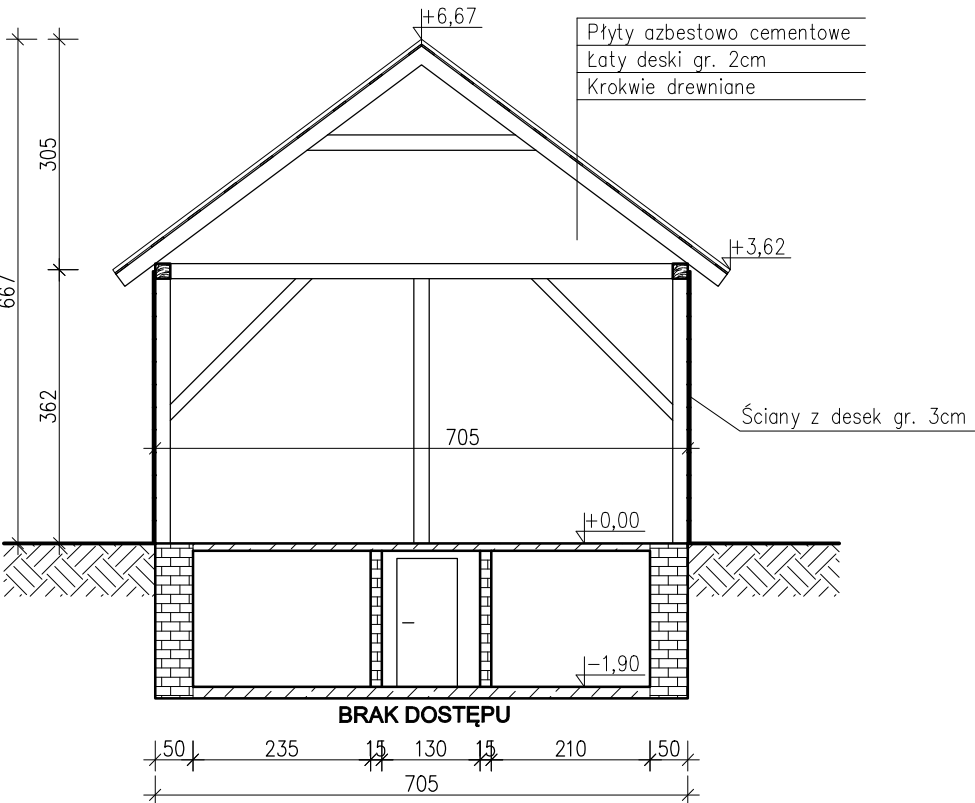 +6,67
Płyty azbestowo cementowe
Łaty deski gr. 2cm
Krokwie drewniane
305
+3,62
667
362
Ściany z desek gr. 3cm
705
+0,00
-1,90
BRAK DOSTĘPU
50 235 15 130 15 210 50
705